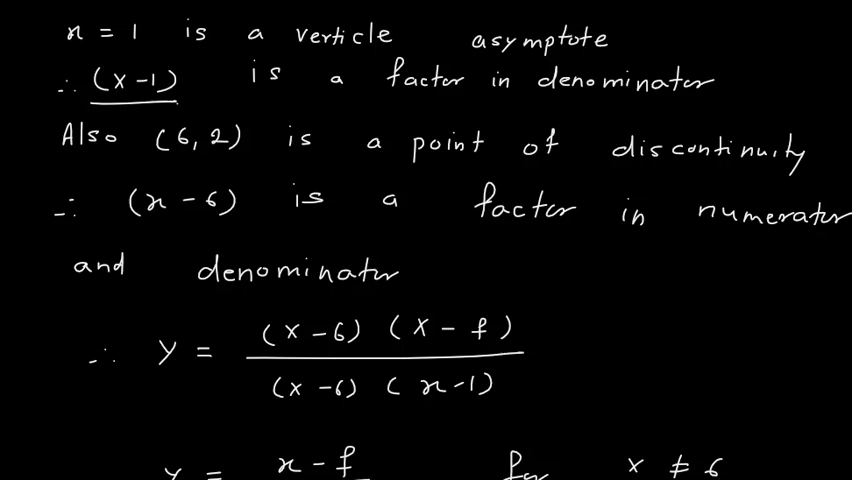 x = 1 is a verticle asymptote
∴ (x-1) is a factor in denominator
Also (6, 2) is a point of discontinuity
∴ (x - 6) is a factor in numerator
and denominator
∴ y = (x-6) (x - f) / (x-6) (x-1)
y = x - f for x ≠ 6